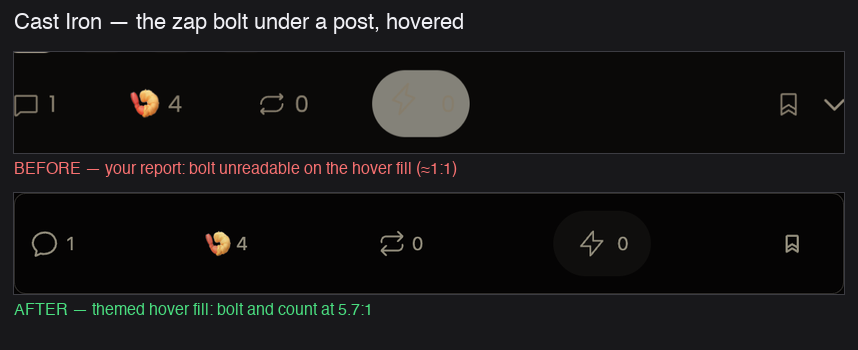 Cast Iron — the zap bolt under a post, hovered
1 4 0 0
BEFORE — your report: bolt unreadable on the hover fill (≈1:1)
1 4 0 0
AFTER — themed hover fill: bolt and count at 5.7:1